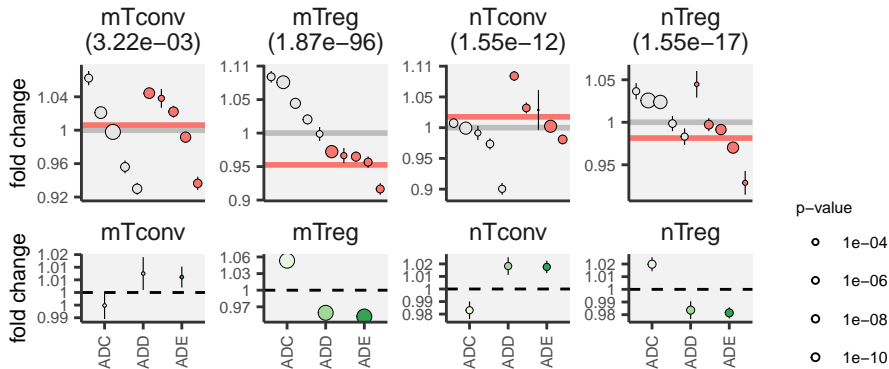 mTconv
(3.22e−03)
mTreg
(1.87e−96)
nTconv
(1.55e−12)
nTreg
(1.55e−17)
fold change
1.04
1
0.96
0.92
1.11
1.05
1
0.95
0.9
1.11
1.05
1
0.95
0.9
1.05
1
0.95
mTconv
mTreg
nTconv
nTreg
fold change
1.02
1.01
1.01
1
0.99
1.06
1.03
1
0.97
1.02
1.01
1
0.99
0.98
1.02
1.01
1
0.99
0.98
ADC
ADD
ADE
ADC
ADD
ADE
ADC
ADD
ADE
ADC
ADD
ADE
p−value
1e−04
1e−06
1e−08
1e−10